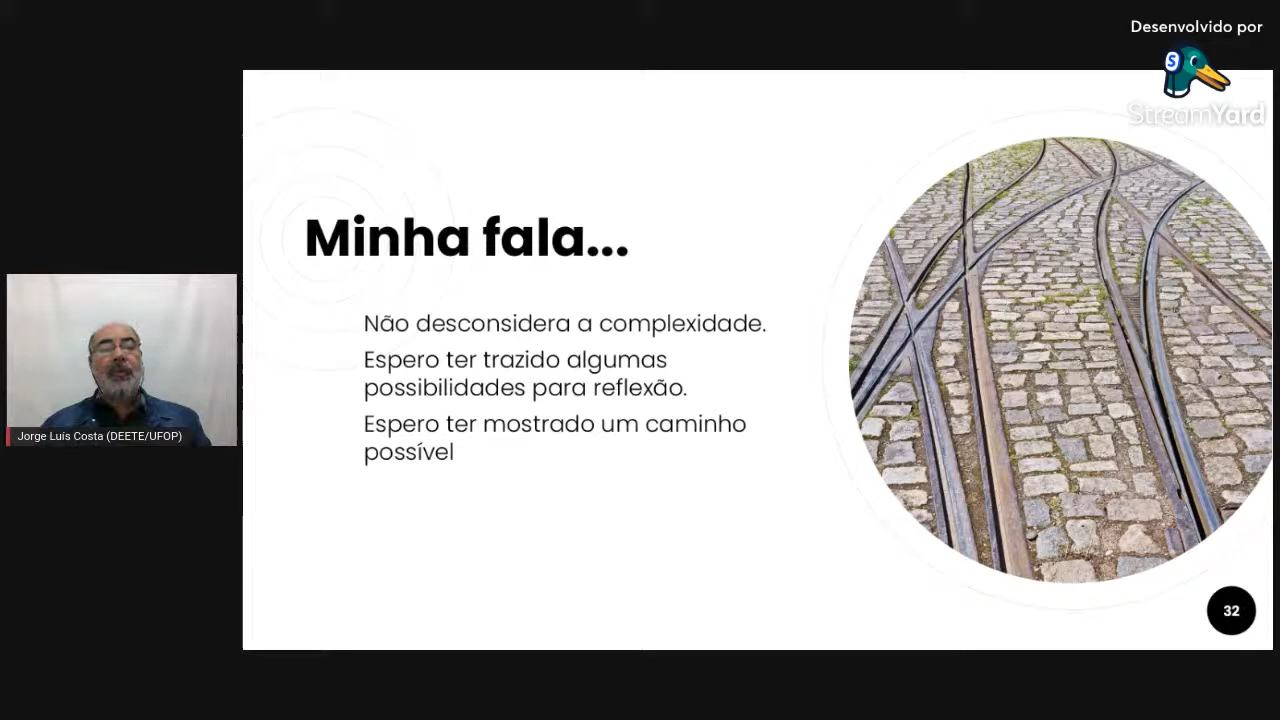 Desenvolvido por
S
StreamYard
Minha fala...
Não desconsidera a complexidade.
Espero ter trazido algumas
possibilidades para reflexão.
Espero ter mostrado um caminho
possível
Jorge Luís Costa (DEETE/UFOP)
32